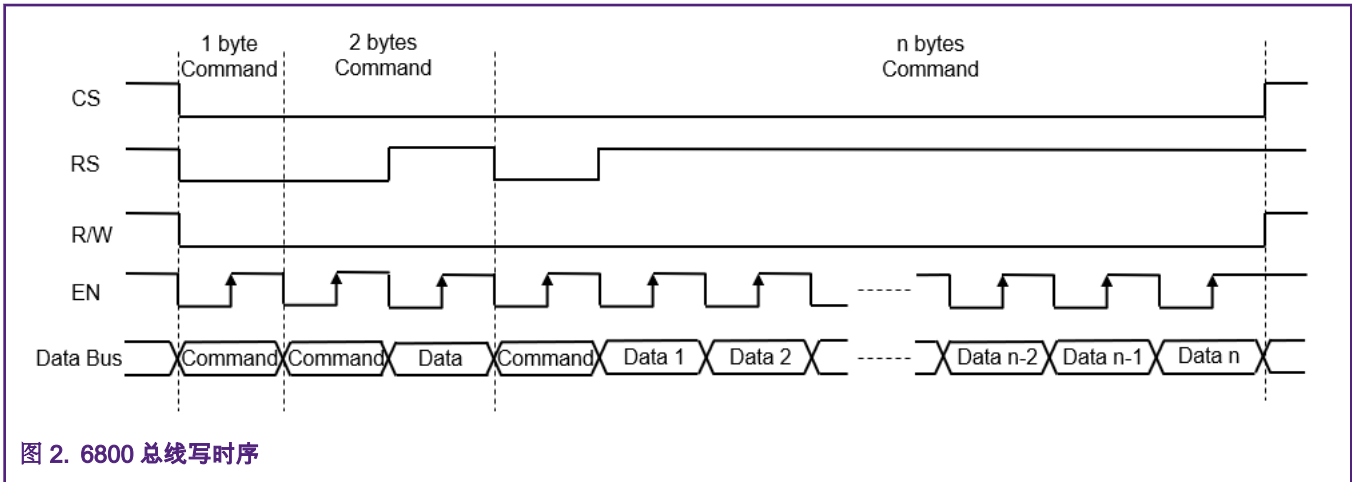 1 byte
Command
2 bytes
Command
n bytes
Command
CS
RS
R/W
EN
Data Bus
Command Command Data Command Data 1 Data 2 Data n-2 Data n-1 Data n
图 2. 6800 总线写时序